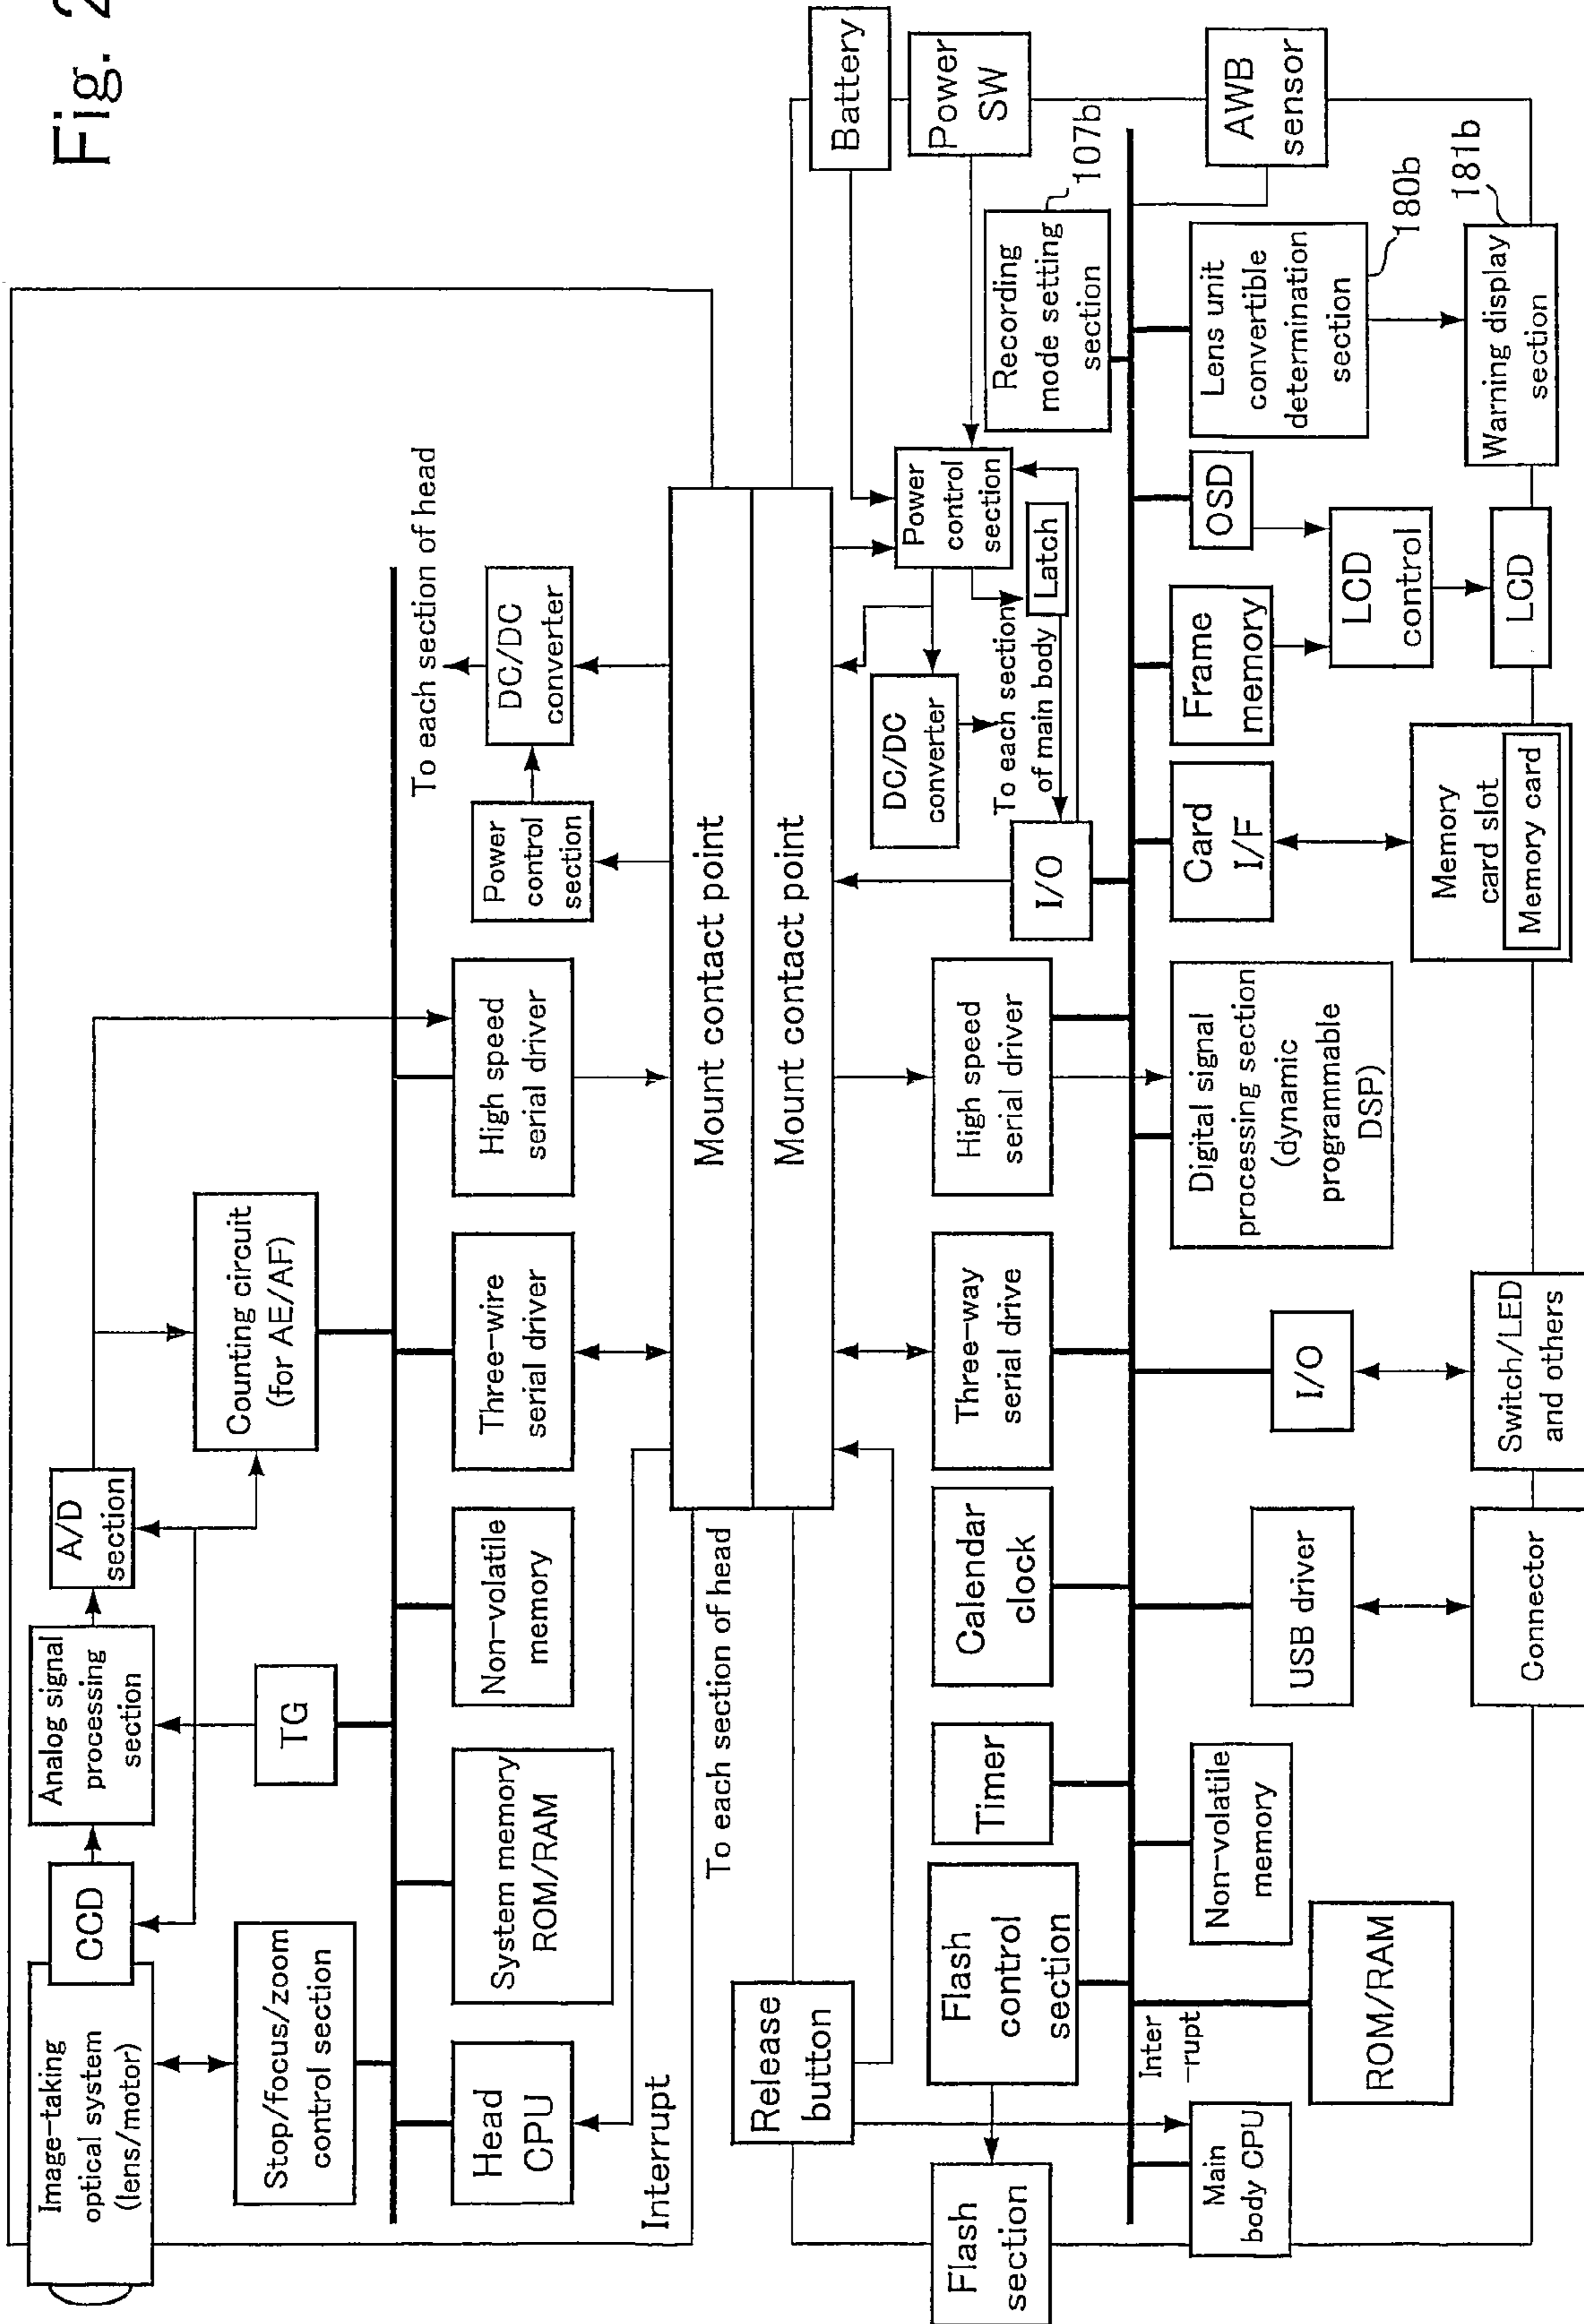 Fig. 2
Image-taking
optical system
(lens/motor)
CCD
Analog signal
processing
section
A/D
section
Stop/focus/zoom
control section
TG
Counting circuit
(for AE/AF)
Head
CPU
System memory
ROM/RAM
Non-volatile
memory
Three-wire
serial driver
High speed
serial driver
Power
control
section
DC/DC
converter
To each section of head
Interrupt
Mount contact point
Mount contact point
To each section of head
Release
button
Battery
Power
SW
Flash
section
Flash
control
section
Timer
Calendar
clock
Three-way
serial drive
High speed
serial driver
I/O
DC/DC
converter
To each section
of main body
Power
control
section
Latch
Recording
mode setting
section
107b
Inter
-rupt
Main
body CPU
ROM/RAM
Non-volatile
memory
USB driver
I/O
Digital signal
processing section
(dynamic
programmable
DSP)
Card
I/F
Frame
memory
OSD
LCD
control
Lens unit
convertible
determination
section
180b
AWB
sensor
Connector
Switch/LED
and others
Memory
card slot
Memory card
LCD
Warning display
section
181b